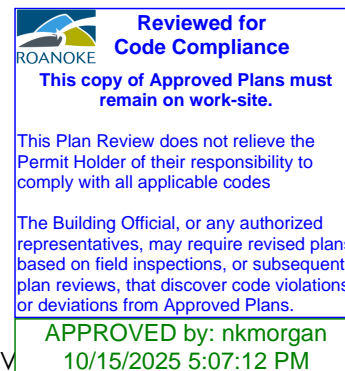 ROANOKE
Reviewed for
Code Compliance
This copy of Approved Plans must
remain on work-site.
This Plan Review does not relieve the
Permit Holder of their responsibility to
comply with all applicable codes
The Building Official, or any authorized
representatives, may require revised plans
based on field inspections, or subsequent
plan reviews, that discover code violations
or deviations from Approved Plans.
APPROVED by: nkmorgan
V
10/15/2025 5:07:12 PM